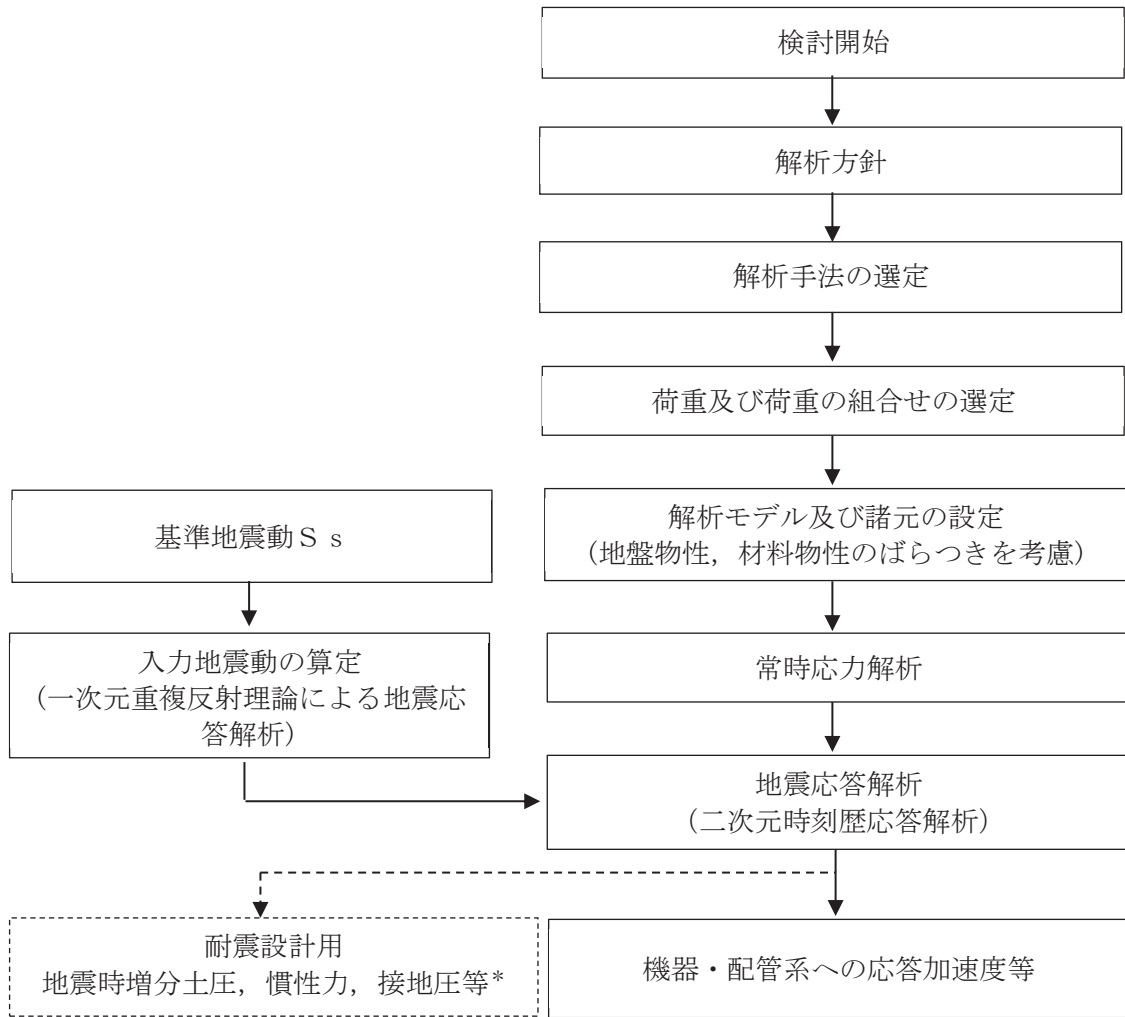 検討開始
解析方針
解析手法の選定
荷重及び荷重の組合せの選定
解析モデル及び諸元の設定
（地盤物性，材料物性のばらつきを考慮）
基準地震動Ｓｓ
入力地震動の算定
（一次元重複反射理論による地震応
答解析）
常時応力解析
地震応答解析
（二次元時刻歴応答解析）
耐震設計用
地震時増分土圧，慣性力，接地圧等*
機器・配管系への応答加速度等